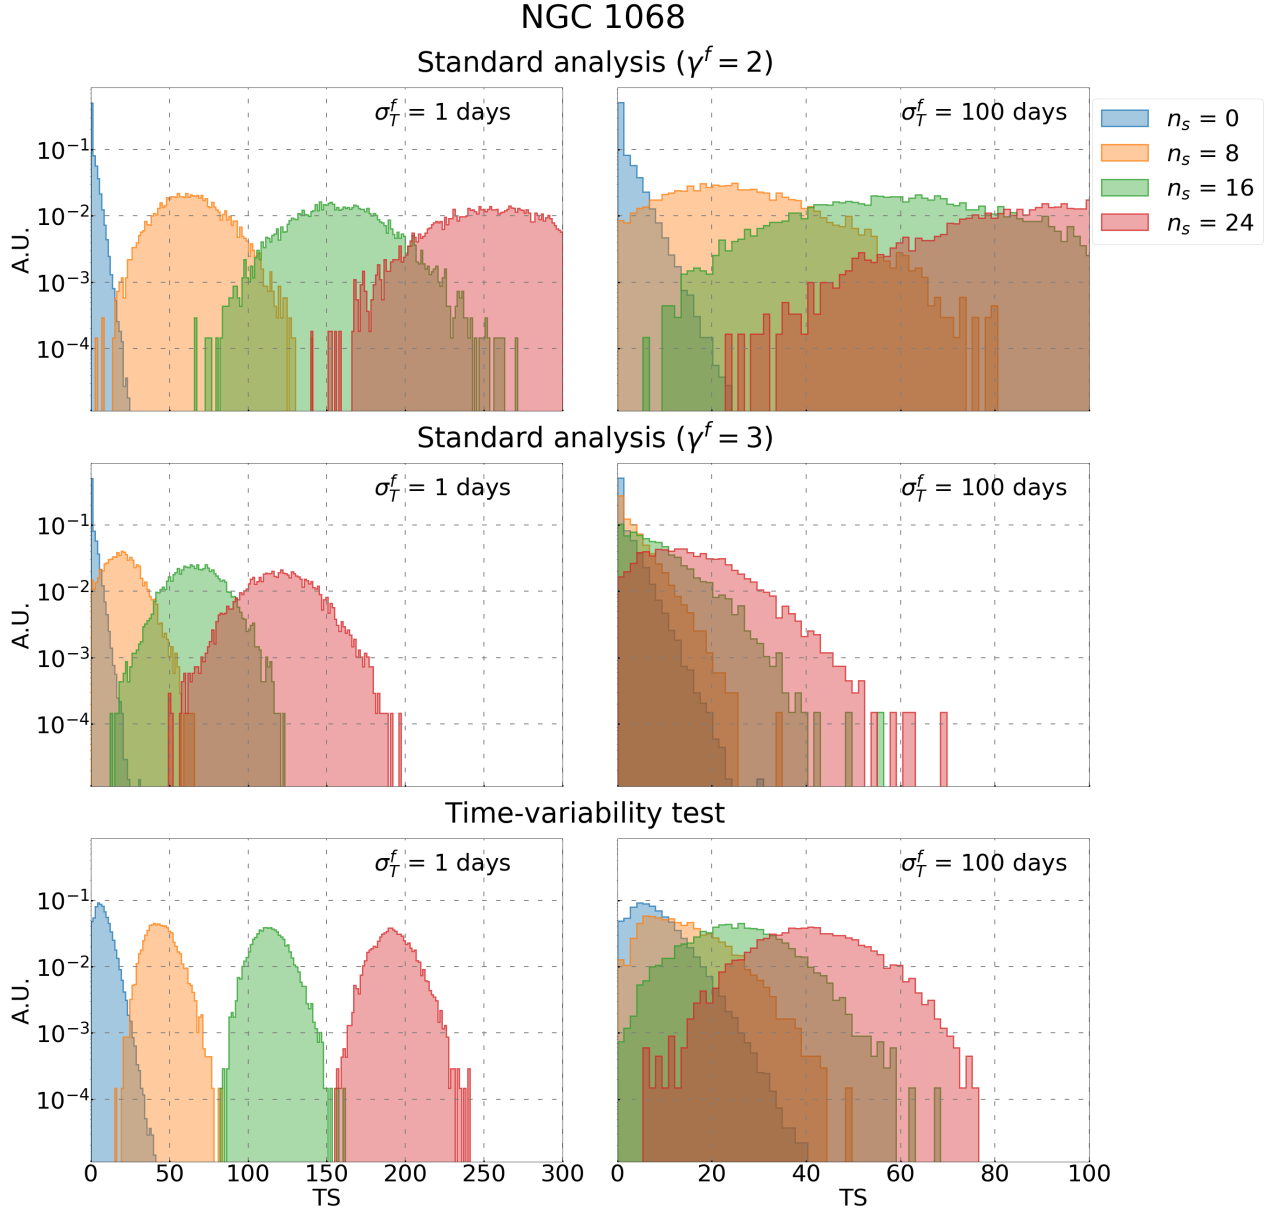 NGC 1068
Standard analysis (γ^f = 2)
σ_T^f = 1 days
σ_T^f = 100 days
n_s = 0
n_s = 8
n_s = 16
n_s = 24
A.U.
10^−1
10^−2
10^−3
10^−4
Standard analysis (γ^f = 3)
σ_T^f = 1 days
σ_T^f = 100 days
A.U.
10^−1
10^−2
10^−3
10^−4
Time-variability test
σ_T^f = 1 days
σ_T^f = 100 days
A.U.
10^−1
10^−2
10^−3
10^−4
0 50 100 150 200 250 300
0 20 40 60 80 100
TS
TS